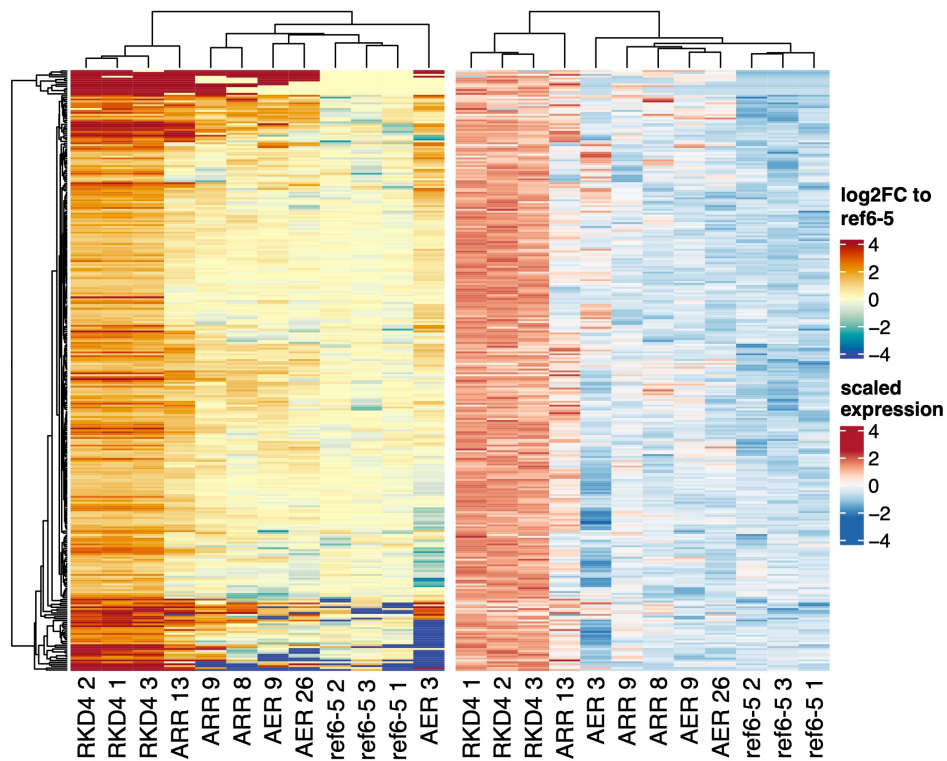 log2FC to
ref6-5
4
2
0
−2
−4
scaled
expression
4
2
0
−2
−4
RKD4 2
RKD4 1
RKD4 3
ARR 13
ARR 9
ARR 8
AER 9
AER 26
ref6-5 2
ref6-5 3
ref6-5 1
AER 3
RKD4 1
RKD4 2
RKD4 3
ARR 13
AER 3
ARR 9
ARR 8
AER 9
AER 26
ref6-5 2
ref6-5 3
ref6-5 1